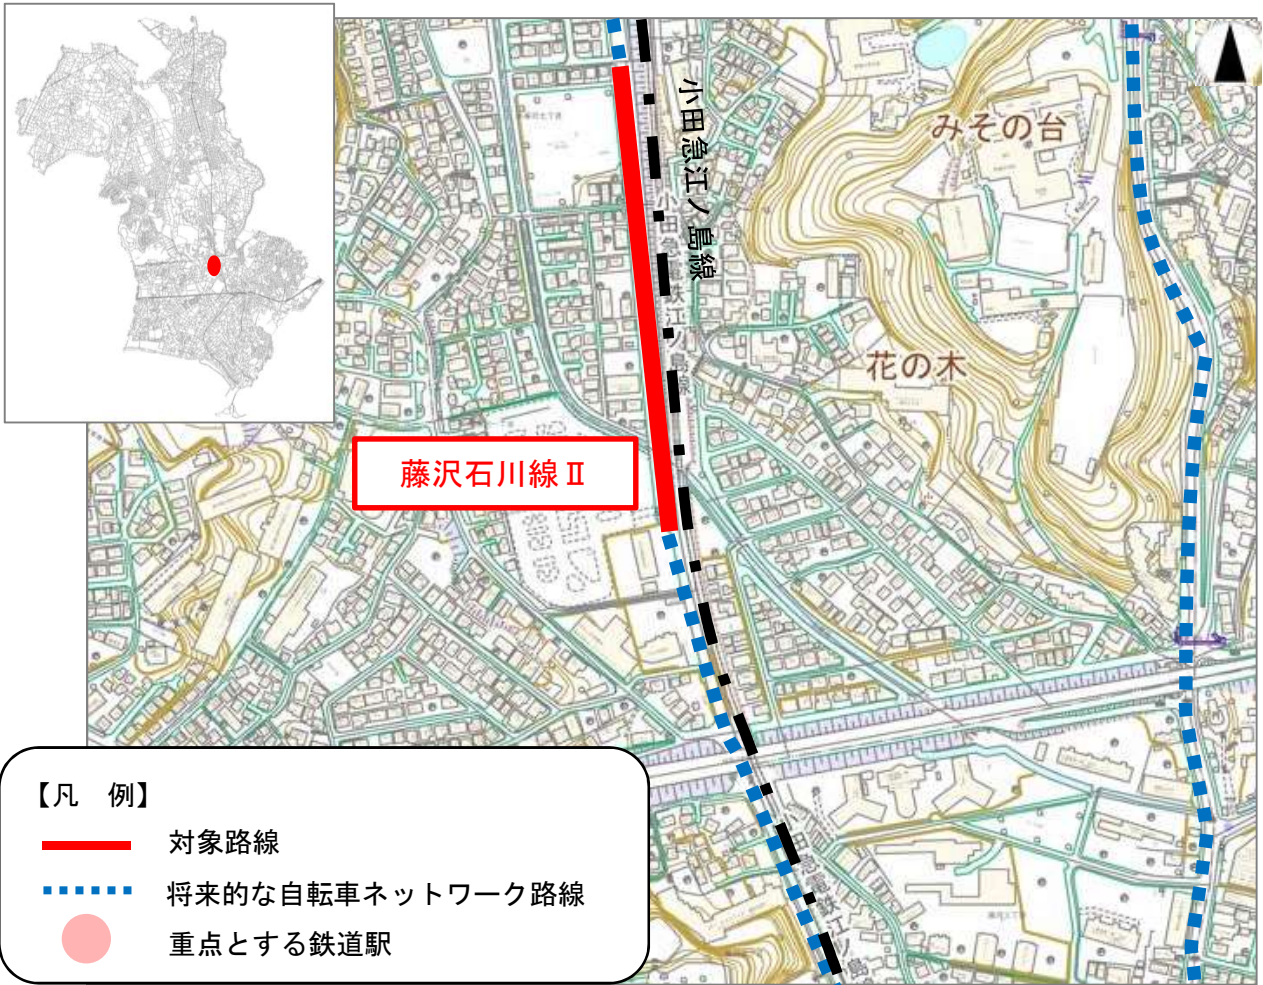 小田急江ノ島線
みその台
花の木
藤沢石川線Ⅱ
【凡　例】
対象路線
将来的な自転車ネットワーク路線
重点とする鉄道駅